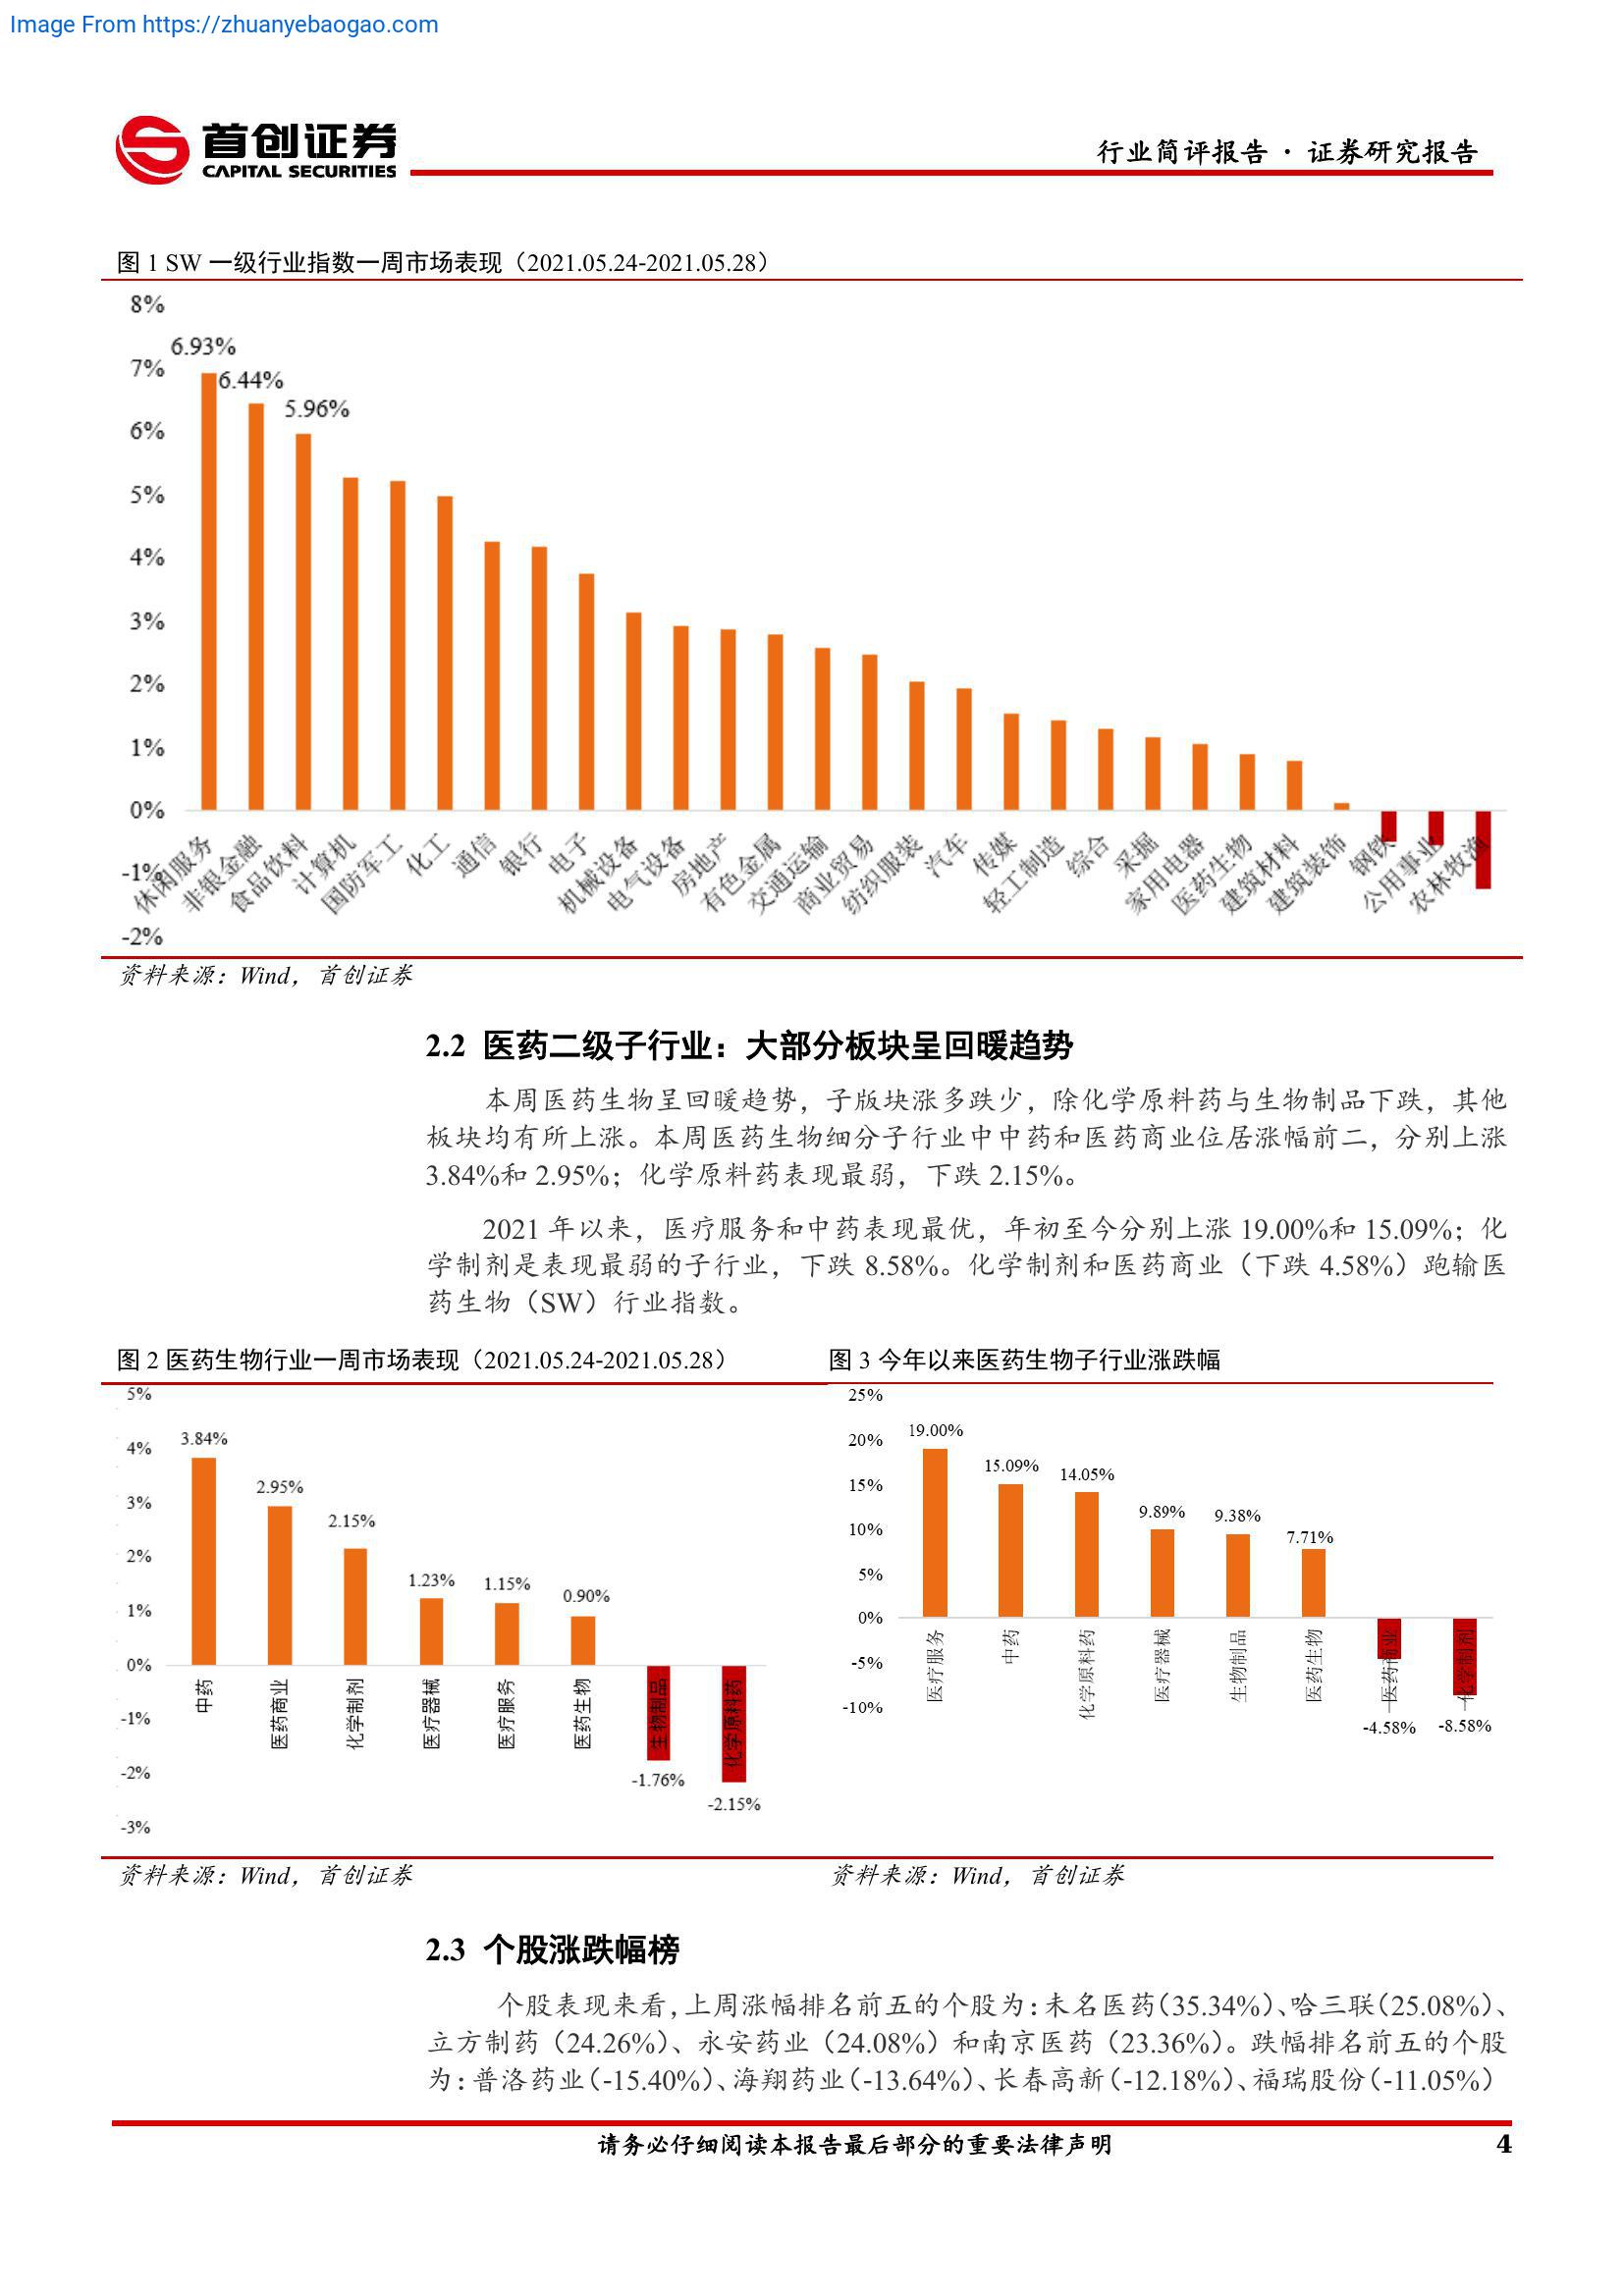 Image From https://zhuanyebaogao.com
首创证券
CAPITAL SECURITIES
行业简评报告 · 证券研究报告
图 1 SW 一级行业指数一周市场表现（2021.05.24-2021.05.28）
8%
7%
6%
5%
4%
3%
2%
1%
0%
-1%
-2%
6.93%
6.44%
5.96%
休闲服务
非银金融
食品饮料
计算机
国防军工
化工
通信
银行
电子
机械设备
电气设备
房地产
有色金属
交通运输
商业贸易
纺织服装
汽车
传媒
轻工制造
综合
采掘
家用电器
医药生物
建筑材料
建筑装饰
钢铁
公用事业
农林牧渔
资料来源：Wind，首创证券
2.2 医药二级子行业：大部分板块呈回暖趋势
本周医药生物呈回暖趋势，子版块涨多跌少，除化学原料药与生物制品下跌，其他
板块均有所上涨。本周医药生物细分子行业中中药和医药商业位居涨幅前二，分别上涨
3.84%和 2.95%；化学原料药表现最弱，下跌 2.15%。
2021 年以来，医疗服务和中药表现最优，年初至今分别上涨 19.00%和 15.09%；化
学制剂是表现最弱的子行业，下跌 8.58%。化学制剂和医药商业（下跌 4.58%）跑输医
药生物（SW）行业指数。
图 2 医药生物行业一周市场表现（2021.05.24-2021.05.28）
5%
4%
3%
2%
1%
0%
-1%
-2%
-3%
3.84%
2.95%
2.15%
1.23%
1.15%
0.90%
-1.76%
-2.15%
中药
医药商业
化学制剂
医疗器械
医疗服务
医药生物
生物制品
化学原料药
资料来源：Wind，首创证券
图 3 今年以来医药生物子行业涨跌幅
25%
20%
15%
10%
5%
0%
-5%
-10%
19.00%
15.09%
14.05%
9.89%
9.38%
7.71%
-4.58%
-8.58%
医疗服务
中药
化学原料药
医疗器械
生物制品
医药生物
医药商业
化学制剂
资料来源：Wind，首创证券
2.3 个股涨跌幅榜
个股表现来看，上周涨幅排名前五的个股为：未名医药（35.34%）、哈三联（25.08%）、
立方制药（24.26%）、永安药业（24.08%）和南京医药（23.36%）。跌幅排名前五的个股
为：普洛药业（-15.40%）、海翔药业（-13.64%）、长春高新（-12.18%）、福瑞股份（-11.05%）
请务必仔细阅读本报告最后部分的重要法律声明
4